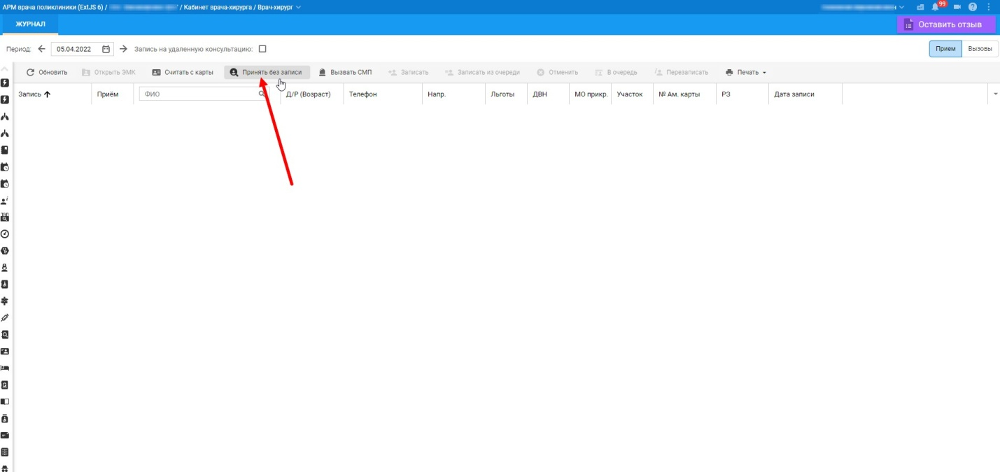 АРМ врача поликлиники (ExtJS 6) / / Кабинет врача-хирурга / Врач-хирург 99
ЖУРНАЛ Оставить отзыв
Период: 05.04.2022 Запись на удаленную консультацию: Прием Вызовы
Обновить Открыть ЭМК Считать с карты Принять без записи Вызвать СМП Записать Записать из очереди Отменить В очередь Перезаписать Печать
Запись Приём ФИО Д/Р (Возраст) Телефон Напр. Льготы ДВН МО прикр. Участок № Ам. карты РЗ Дата записи